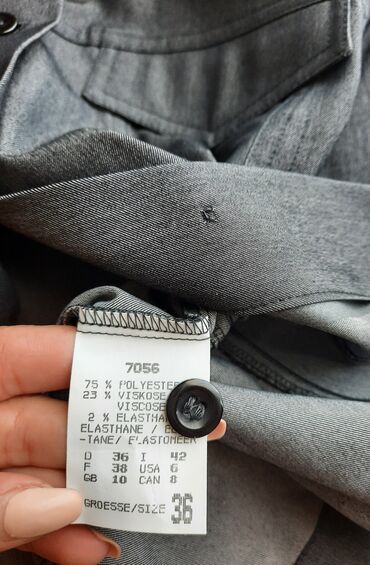 7056
75 % POLYESTER
23 % VISKOSE
VISCOSE
2 % ELASTHAN
ELASTHANE /
-TANE/ ELASTOMEER
D 36 I 42
F 38 USA 6
GB 10 CAN 8
GROESSE/SIZE 36